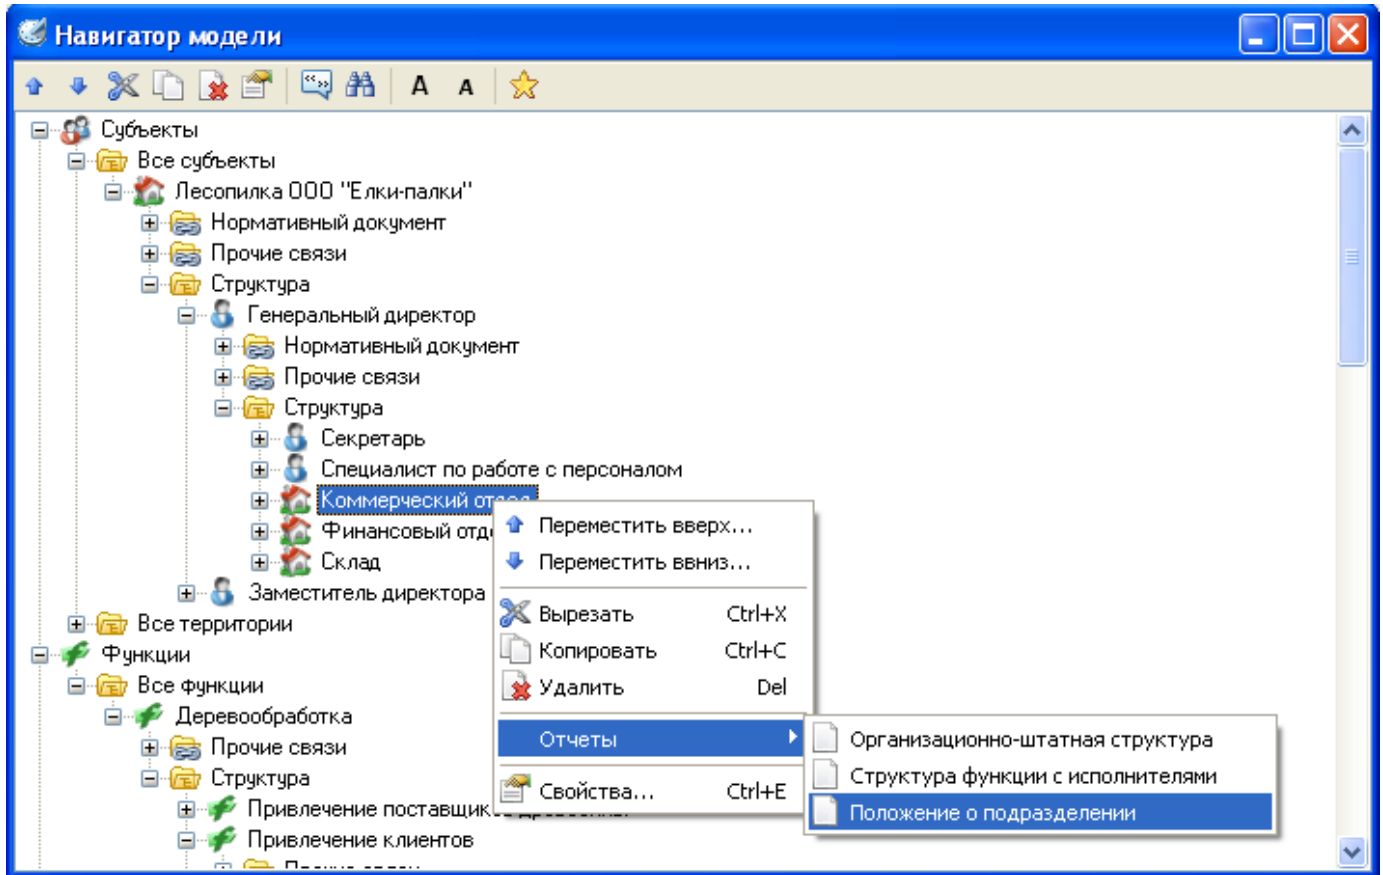 Навигатор модели
A A
Субъекты
Все субъекты
Лесопилка ООО "Елки-палки"
Нормативный документ
Прочие связи
Структура
Генеральный директор
Нормативный документ
Прочие связи
Структура
Секретарь
Специалист по работе с персоналом
Коммерческий
Финансовый
Склад
Заместитель директора
Все территории
Функции
Все функции
Деревообработка
Прочие связи
Структура
Привлечение
Привлечение клиентов
Переместить вверх...
Переместить ввниз...
Вырезать Ctrl+X
Копировать Ctrl+C
Удалить Del
Отчеты
Свойства... Ctrl+E
Организационно-штатная структура
Структура функции с исполнителями
Положение о подразделении